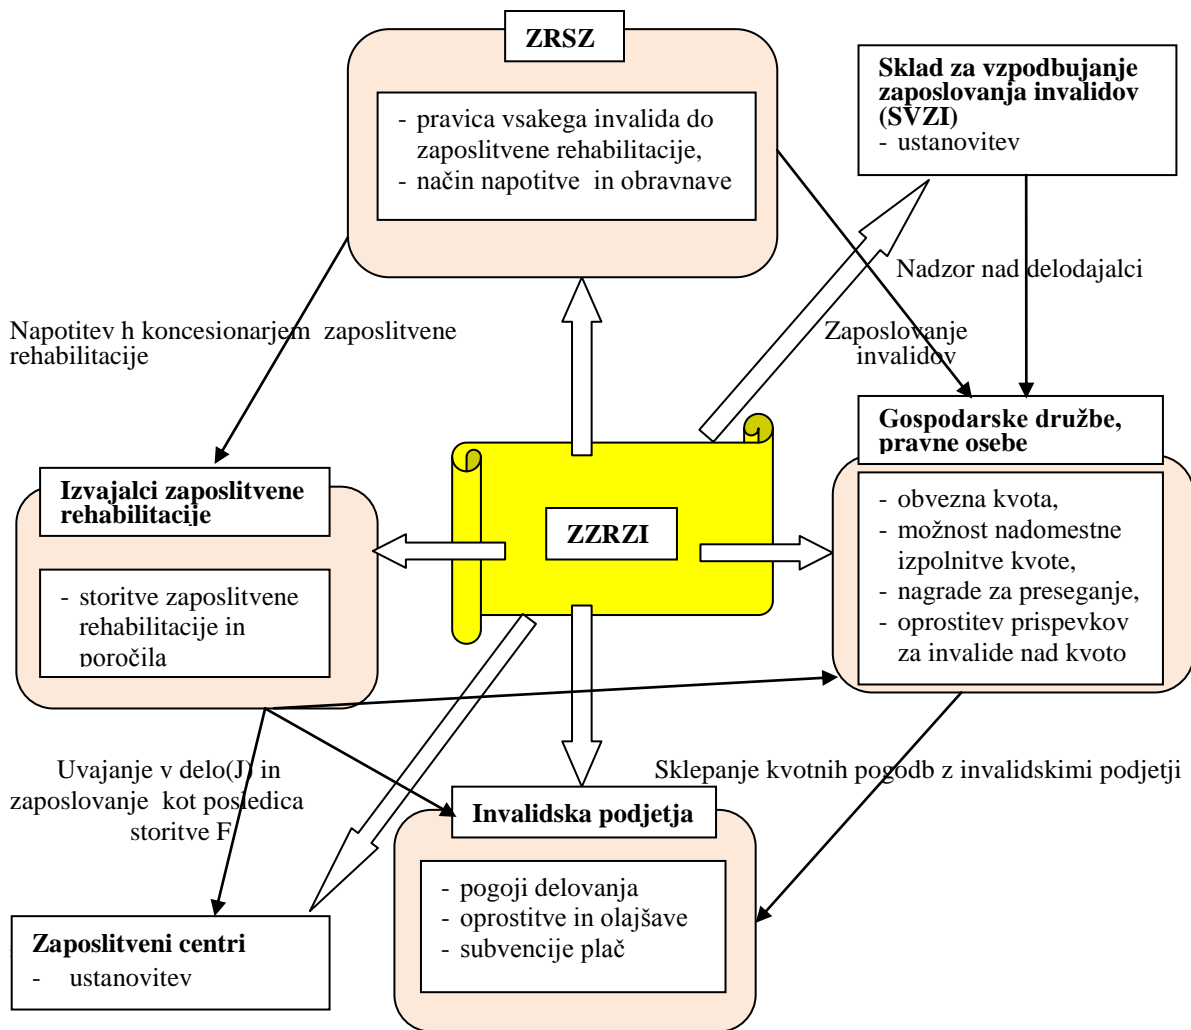 ZRSZ
- pravica vsakega invalida do
zaposlitvene rehabilitacije,
- način napotitve in obravnave
Sklad za vzpodbujanje
zaposlovanja invalidov
(SVZI)
- ustanovitev
Nadzor nad delodajalci
Napotitev h koncesionarjem zaposlitvene
rehabilitacije
Zaposlovanje
invalidov
Gospodarske družbe,
pravne osebe
- obvezna kvota,
- možnost nadomestne
izpolnitve kvote,
- nagrade za preseganje,
- oprostitev prispevkov
za invalide nad kvoto
Izvajalci zaposlitvene
rehabilitacije
- storitve zaposlitvene
rehabilitacije in
poročila
ZZRZI
Uvajanje v delo(J) in
zaposlovanje kot posledica
storitve F
Sklepanje kvotnih pogodb z invalidskimi podjetji
Invalidska podjetja
- pogoji delovanja
- oprostitve in olajšave
- subvencije plač
Zaposlitveni centri
- ustanovitev